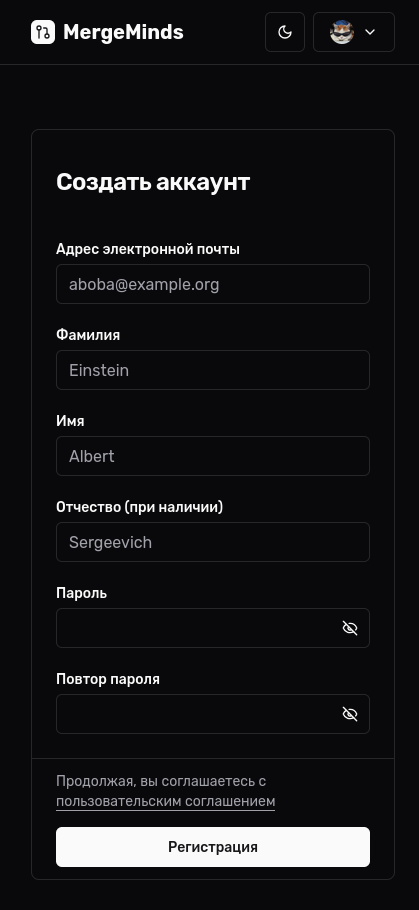 MergeMinds
Создать аккаунт
Адрес электронной почты
aboba@example.org
Фамилия
Einstein
Имя
Albert
Отчество (при наличии)
Sergeevich
Пароль
Повтор пароля
Продолжая, вы соглашаетесь с
пользовательским соглашением
Регистрация